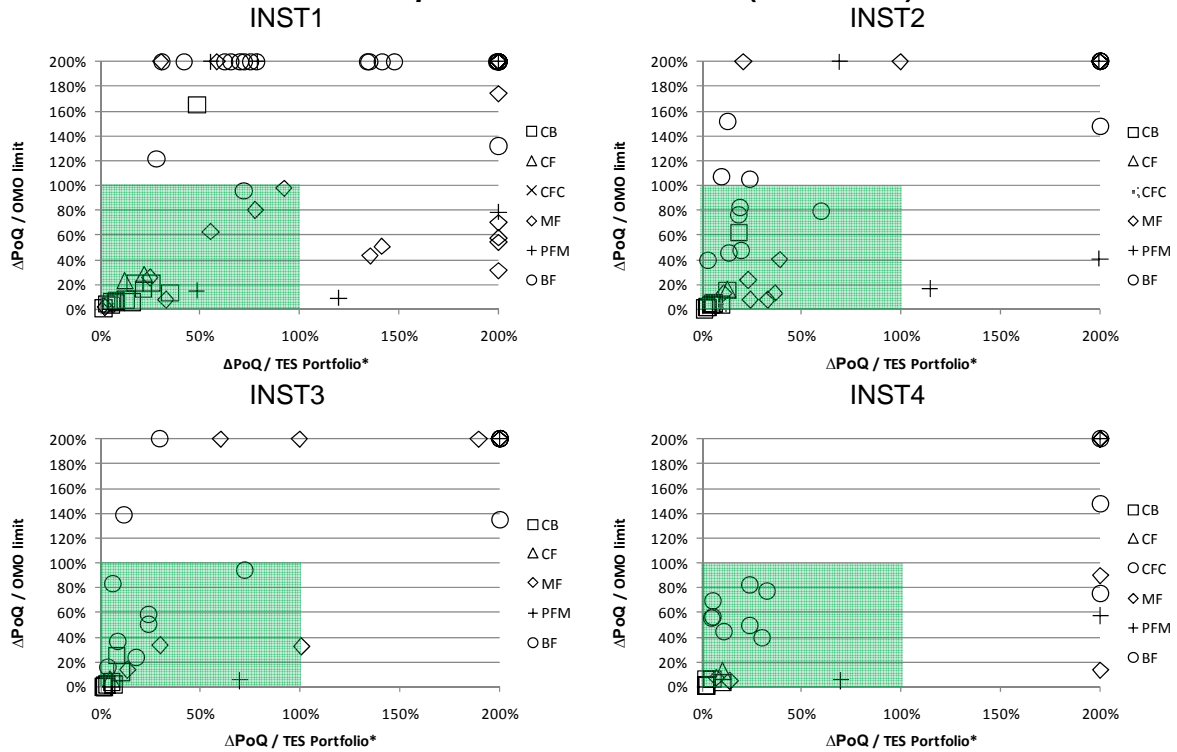 INST1
200%
180%
160%
140%
120%
100%
80%
60%
40%
20%
0%
0% 50% 100% 150% 200%
ΔPoQ / OMO limit
ΔPoQ / TES Portfolio*
CB
CF
CFC
MF
PFM
BF
INST2
200%
180%
160%
140%
120%
100%
80%
60%
40%
20%
0%
0% 50% 100% 150% 200%
ΔPoQ / OMO limit
ΔPoQ / TES Portfolio*
CB
CF
CFC
MF
PFM
BF
INST3
200%
180%
160%
140%
120%
100%
80%
60%
40%
20%
0%
0% 50% 100% 150% 200%
ΔPoQ / OMO limit
ΔPoQ / TES Portfolio*
CB
CF
MF
PFM
BF
INST4
200%
180%
160%
140%
120%
100%
80%
60%
40%
20%
0%
0% 50% 100% 150% 200%
ΔPoQ / OMO limit
ΔPoQ / TES Portfolio*
CB
CF
CFC
MF
PFM
BF